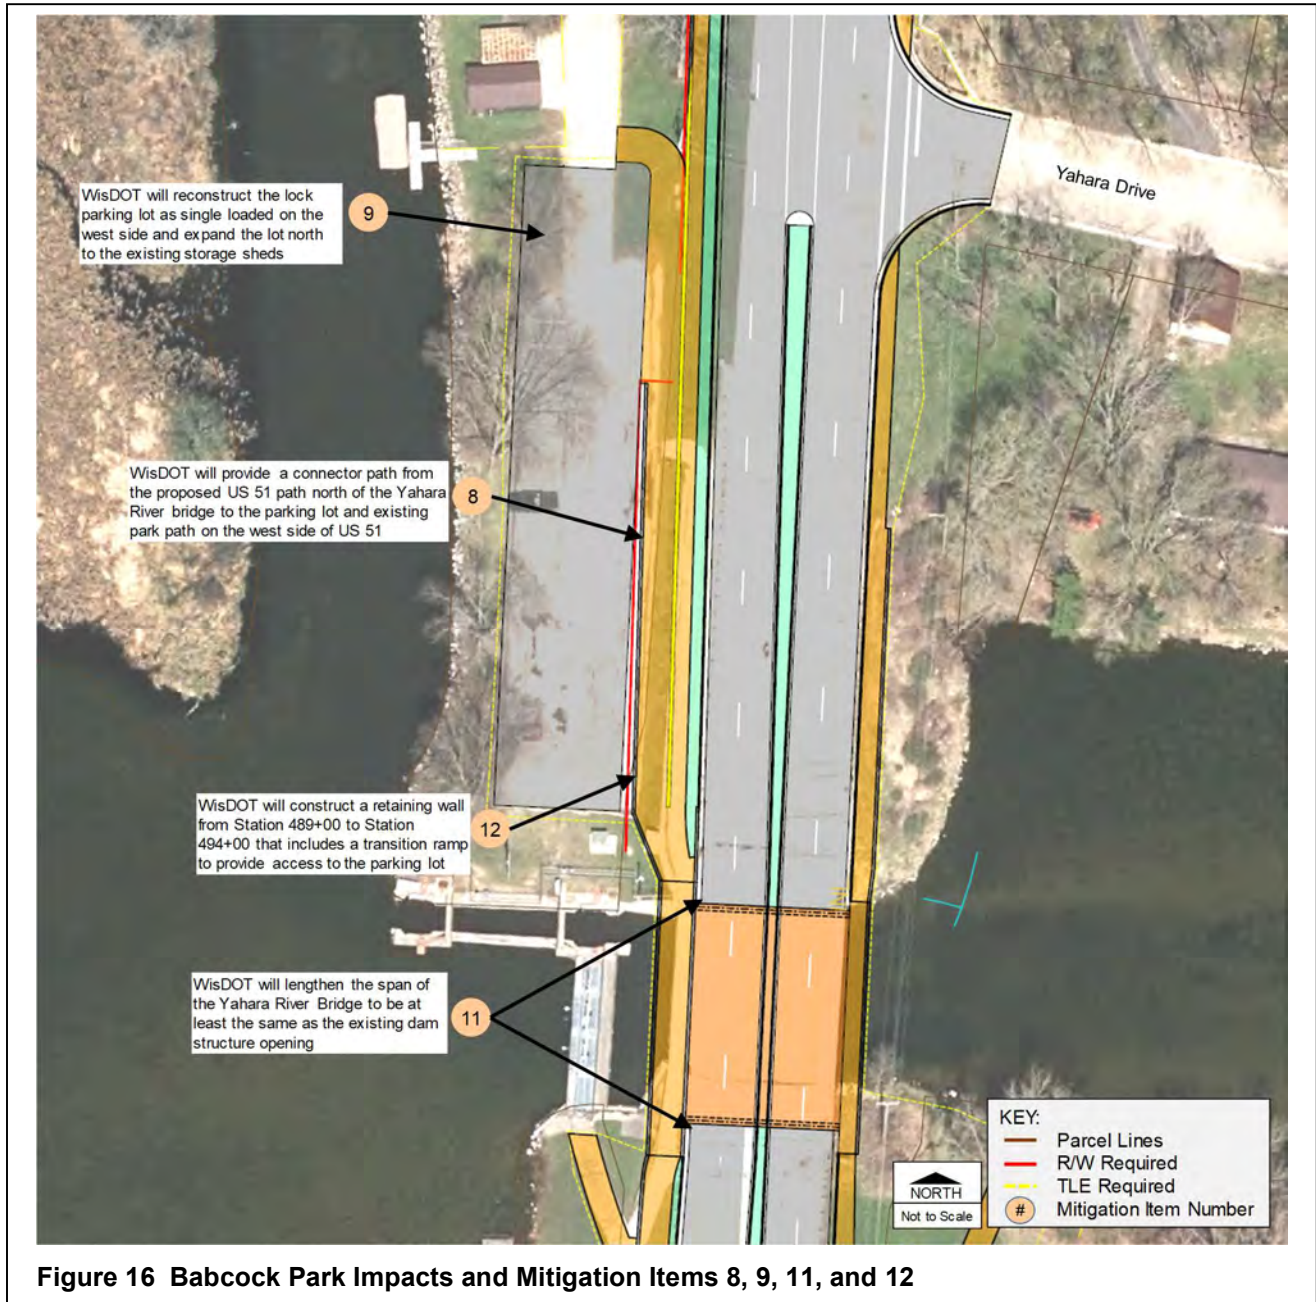 Yahara Drive
WisDOT will reconstruct the lock
parking lot as single loaded on the
west side and expand the lot north
to the existing storage sheds
9
WisDOT will provide a connector path from
the proposed US 51 path north of the Yahara
River bridge to the parking lot and existing
park path on the west side of US 51
8
WisDOT will construct a retaining wall
from Station 489+00 to Station
494+00 that includes a transition ramp
to provide access to the parking lot
12
WisDOT will lengthen the span of
the Yahara River Bridge to be at
least the same as the existing dam
structure opening
11
NORTH
Not to Scale
KEY:
Parcel Lines
R/W Required
TLE Required
# Mitigation Item Number
Figure 16 Babcock Park Impacts and Mitigation Items 8, 9, 11, and 12